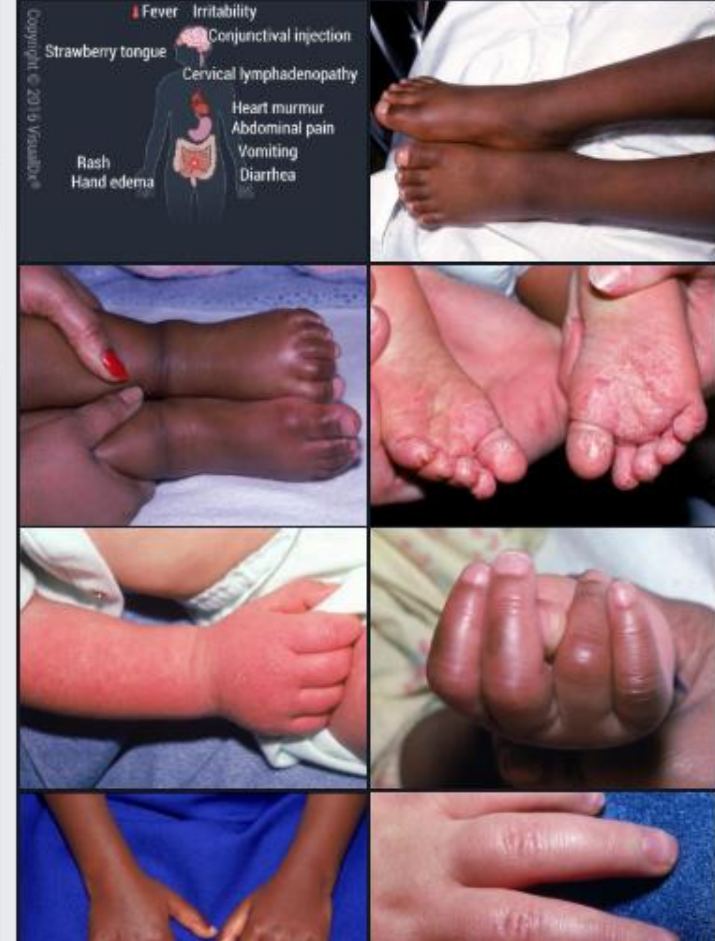 Fever Irritability
Conjunctival injection
Strawberry tongue
Cervical lymphadenopathy
Heart murmur
Abdominal pain
Vomiting
Rash
Diarrhea
Hand edema
Copyright © 2016 VisualDx®